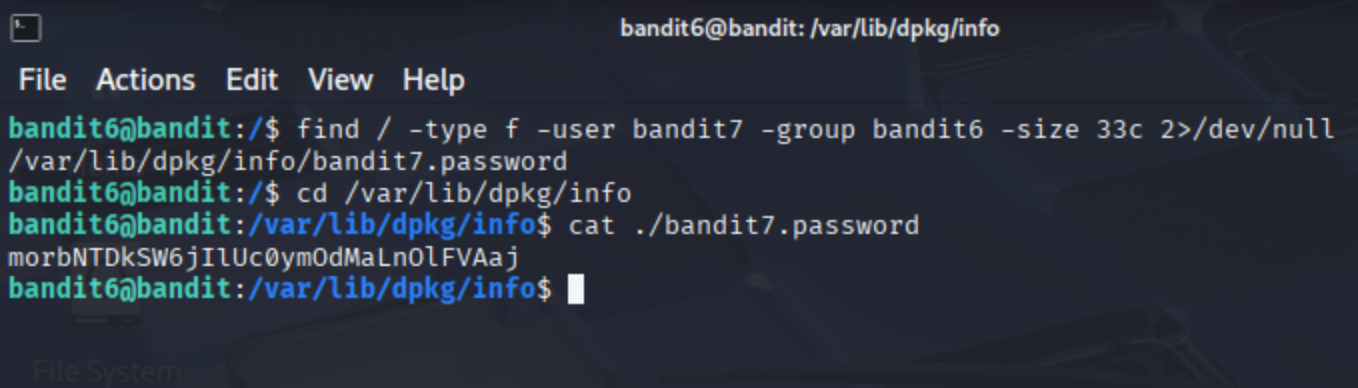 bandit6@bandit: /var/lib/dpkg/info
File Actions Edit View Help
bandit6@bandit:/$ find / -type f -user bandit7 -group bandit6 -size 33c 2>/dev/null
/var/lib/dpkg/info/bandit7.password
bandit6@bandit:/$ cd /var/lib/dpkg/info
bandit6@bandit:/var/lib/dpkg/info$ cat ./bandit7.password
morbNTDkSW6jIlUc0ymOdMaLnOlFVAaj
bandit6@bandit:/var/lib/dpkg/info$
File System